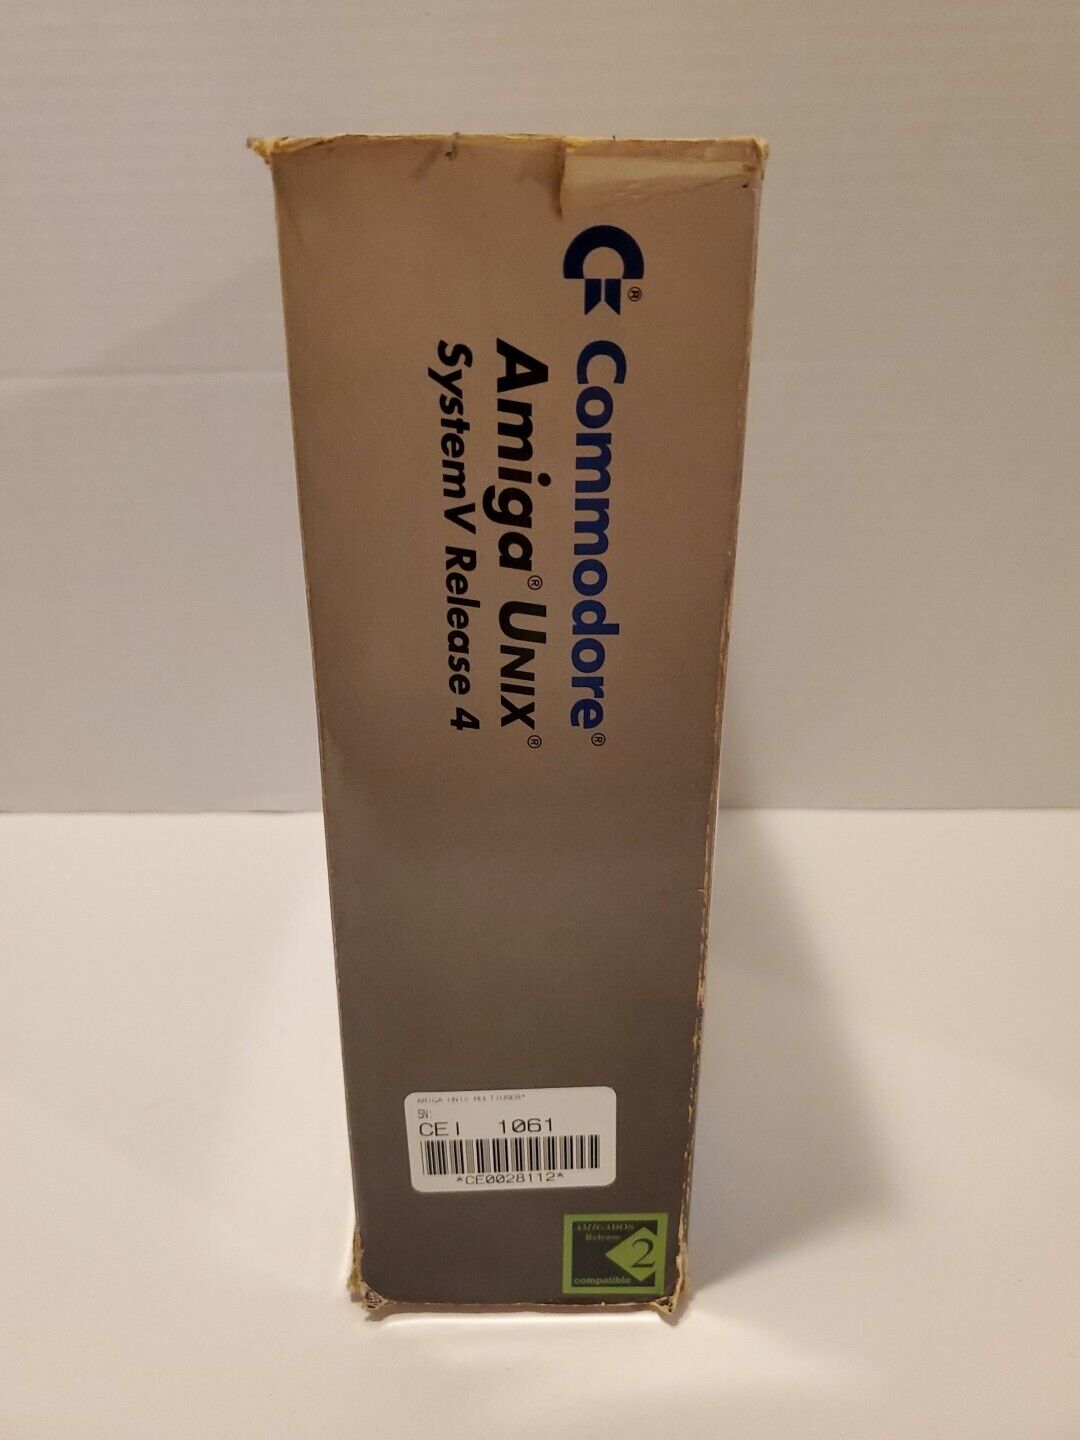 Commodore®
Amiga® UNIX®
SystemV Release 4
AMIGA UNIX MULTIUSER*
SN:
CEI 1061
*CE0028112*
AMIGADOS
Release
2
compatible